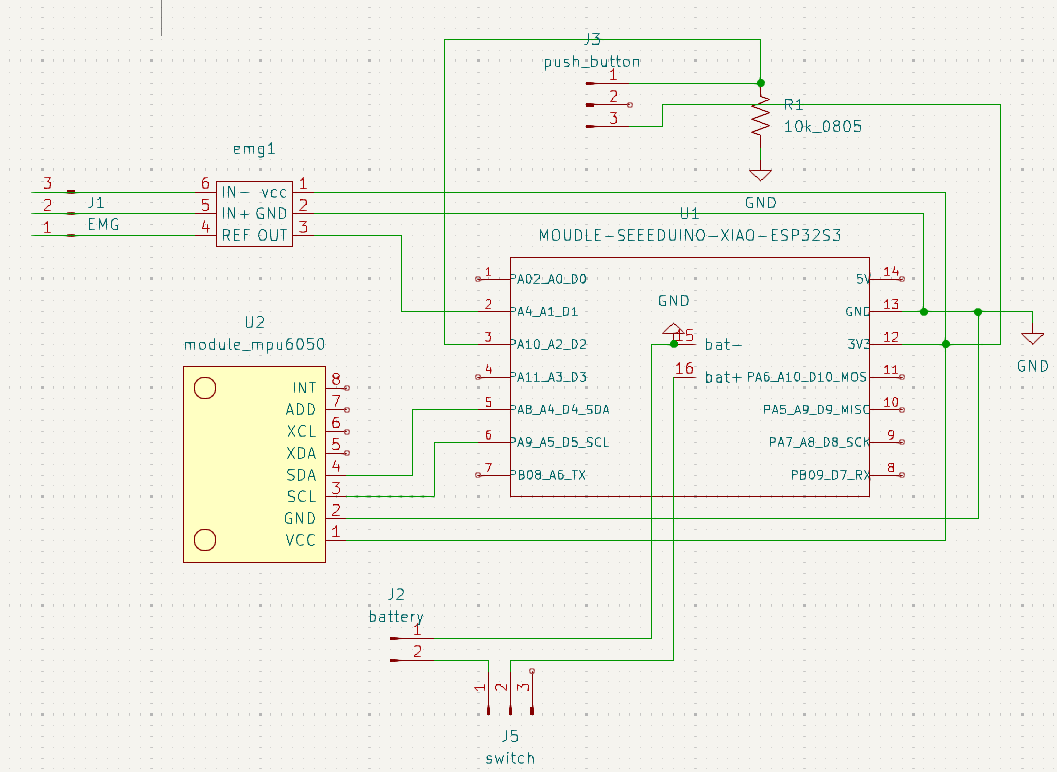 J3
push_button
1
2
3
R1
10k_0805
GND
emg1
3
2
1
J1
EMG
6 IN- vcc 1
5 IN+ GND 2
4 REF OUT 3
U1
MOUDLE-SEEEDUINO-XIAO-ESP32S3
1 PA02_A0_D0
2 PA4_A1_D1
3 PA10_A2_D2
4 PA11_A3_D3
5 PA8_A4_D4_SDA
6 PA9_A5_D5_SCL
7 PB08_A6_TX
GND
15 bat-
16 bat+
5V 14
GND 13
3V3 12
PA6_A10_D10_MOS 11
PA5_A9_D9_MISO 10
PA7_A8_D8_SCK 9
PB09_D7_RX 8
GND
U2
module_mpu6050
INT 8
ADD 7
XCL 6
XDA 5
SDA 4
SCL 3
GND 2
VCC 1
J2
battery
1
2
1
2
3
J5
switch